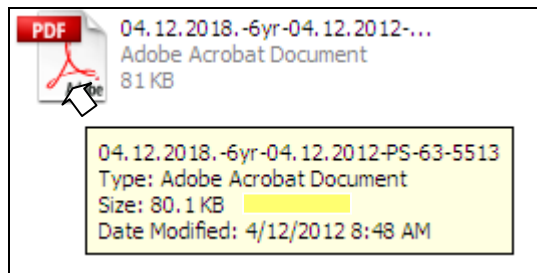 PDF
04.12.2018.-6yr-04.12.2012-...
Adobe Acrobat Document
81 KB
Adobe
04.12.2018.-6yr-04.12.2012-PS-63-5513
Type: Adobe Acrobat Document
Size: 80.1 KB
Date Modified: 4/12/2012 8:48 AM